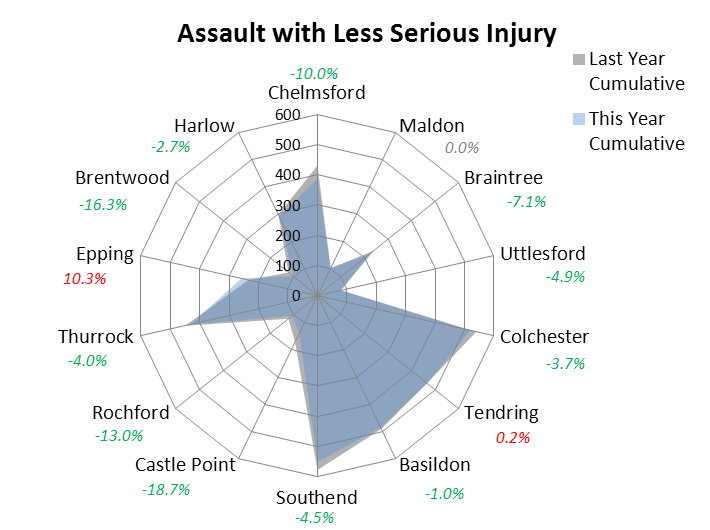 Assault with Less Serious Injury
Last Year
Cumulative
This Year
Cumulative
-10.0%
Chelmsford
Maldon
0.0%
Braintree
-7.1%
Uttlesford
-4.9%
Colchester
-3.7%
Tendring
0.2%
Basildon
-1.0%
Southend
-4.5%
Castle Point
-18.7%
Rochford
-13.0%
Thurrock
-4.0%
Epping
10.3%
Brentwood
-16.3%
Harlow
-2.7%
600
500
400
300
200
100
0